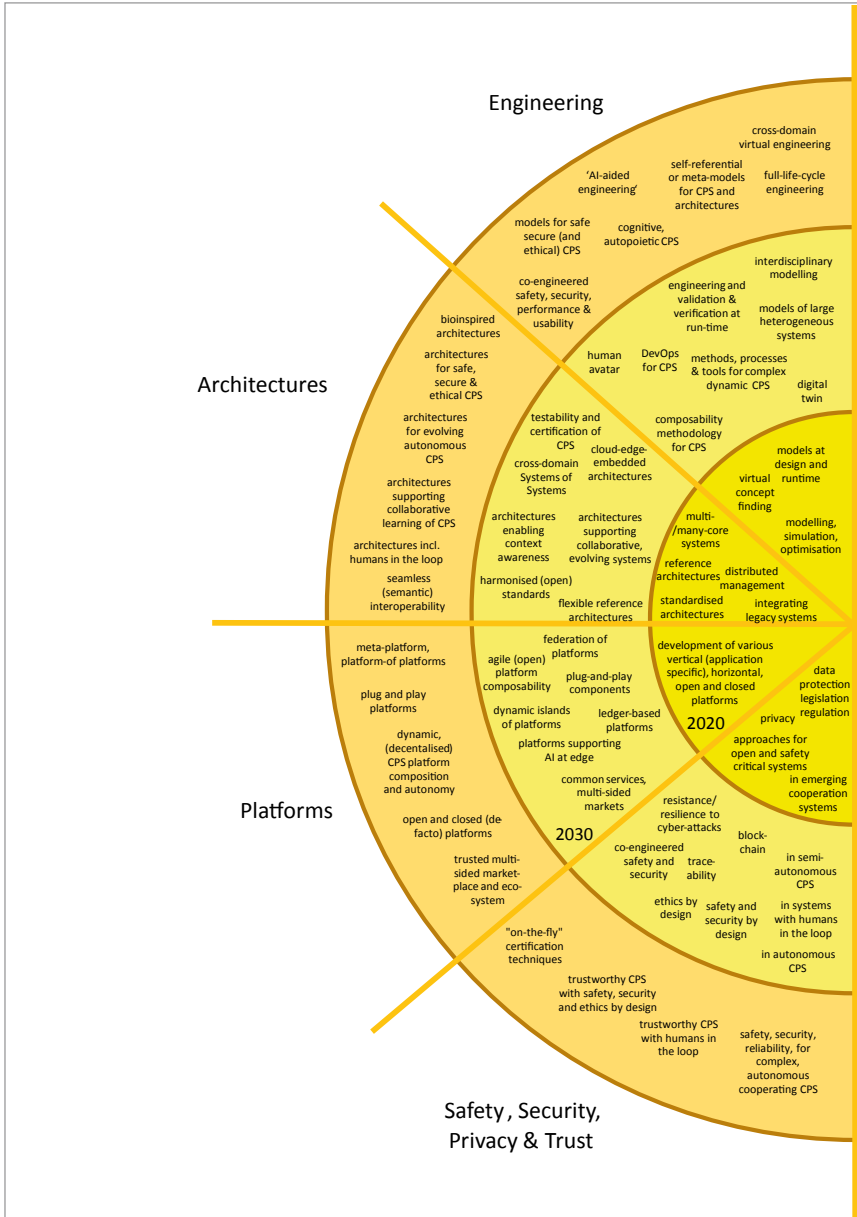 Engineering
cross-domain
virtual engineering
self-referential
or meta-models
for CPS and
architectures
full-life-cycle
engineering
‘AI-aided
engineering‘
models for safe
secure (and
ethical) CPS
cognitive,
autopoietic CPS
co-engineered
safety, security,
performance &
usability
interdisciplinary
modelling
engineering and
validation &
verification at
run-time
models of large
heterogeneous
systems
human
avatar
DevOps
for CPS
methods, processes
& tools for complex
dynamic CPS
digital
twin
composability
methodology
for CPS
models at
design and
runtime
virtual
concept
finding
modelling,
simulation,
optimisation
Architectures
bioinspired
architectures
architectures
for safe,
secure &
ethical CPS
architectures
for evolving
autonomous
CPS
architectures
supporting
collaborative
learning of CPS
architectures incl.
humans in the loop
seamless
(semantic)
interoperability
testability and
certification of
CPS
cloud-edge-
embedded
architectures
cross-domain
Systems of
Systems
architectures
enabling
context
awareness
architectures
supporting
collaborative,
evolving systems
harmonised (open)
standards
flexible reference
architectures
multi-
/many-core
systems
reference
architectures
distributed
management
standardised
architectures
integrating
legacy systems
Platforms
meta-platform,
platform-of platforms
plug and play
platforms
dynamic,
(decentalised)
CPS platform
composition
and autonomy
open and closed (de-
facto) platforms
trusted multi-
sided market-
place and eco-
system
federation of
platforms
agile (open)
platform
composability
plug-and-play
components
dynamic islands
of platforms
ledger-based
platforms
platforms supporting
AI at edge
common services,
multi-sided
markets
2030
development of various
vertical (application
specific), horizontal,
open and closed
platforms
2020
Safety , Security,
Privacy & Trust
data
protection
legislation
regulation
privacy
approaches for
open and safety
critical systems
in emerging
cooperation
systems
resistance/
resilience to
cyber-attacks
block-
chain
co-engineered
safety and
security
trace-
ability
in semi-
autonomous
CPS
ethics by
design
safety and
security by
design
in systems
with humans
in the loop
in autonomous
CPS
"on-the-fly"
certification
techniques
trustworthy CPS
with safety, security
and ethics by design
trustworthy CPS
with humans in
the loop
safety, security,
reliability, for
complex,
autonomous
cooperating CPS